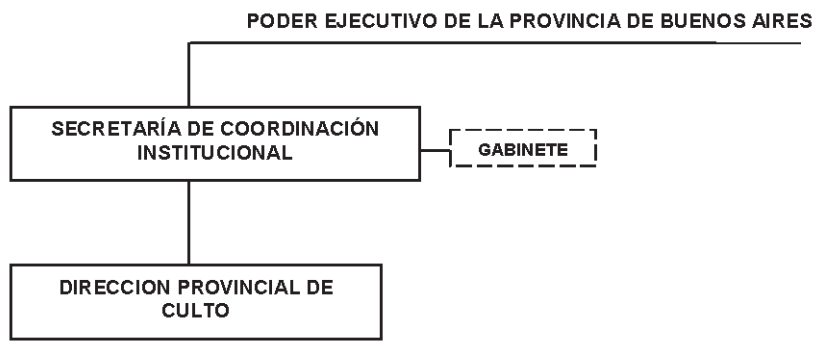 PODER EJECUTIVO DE LA PROVINCIA DE BUENOS AIRES
SECRETARÍA DE COORDINACIÓN
INSTITUCIONAL
GABINETE
DIRECCION PROVINCIAL DE
CULTO